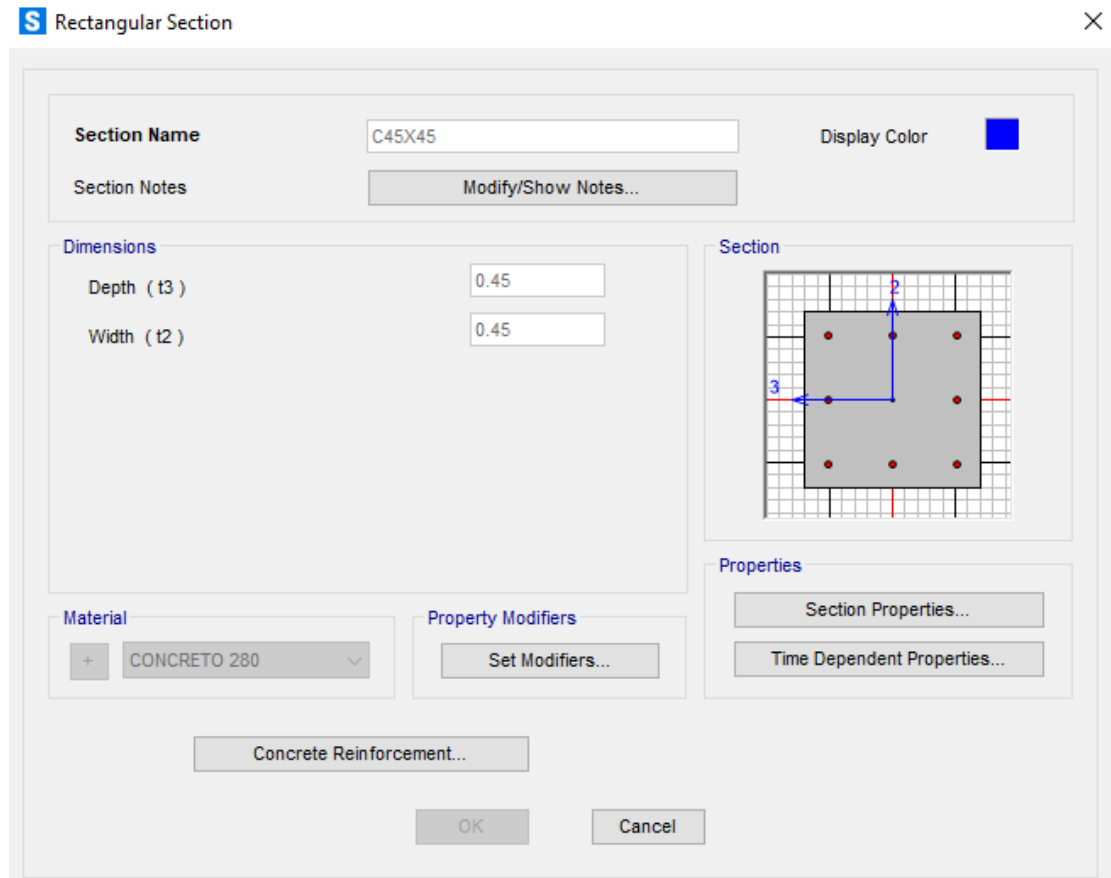 S Rectangular Section
Section Name C45X45 Display Color
Section Notes Modify/Show Notes...
Dimensions
Depth ( t3 ) 0.45
Width ( t2 ) 0.45
Section
2
3
Properties
Section Properties...
Time Dependent Properties...
Material
+ CONCRETO 280
Property Modifiers
Set Modifiers...
Concrete Reinforcement...
OK Cancel